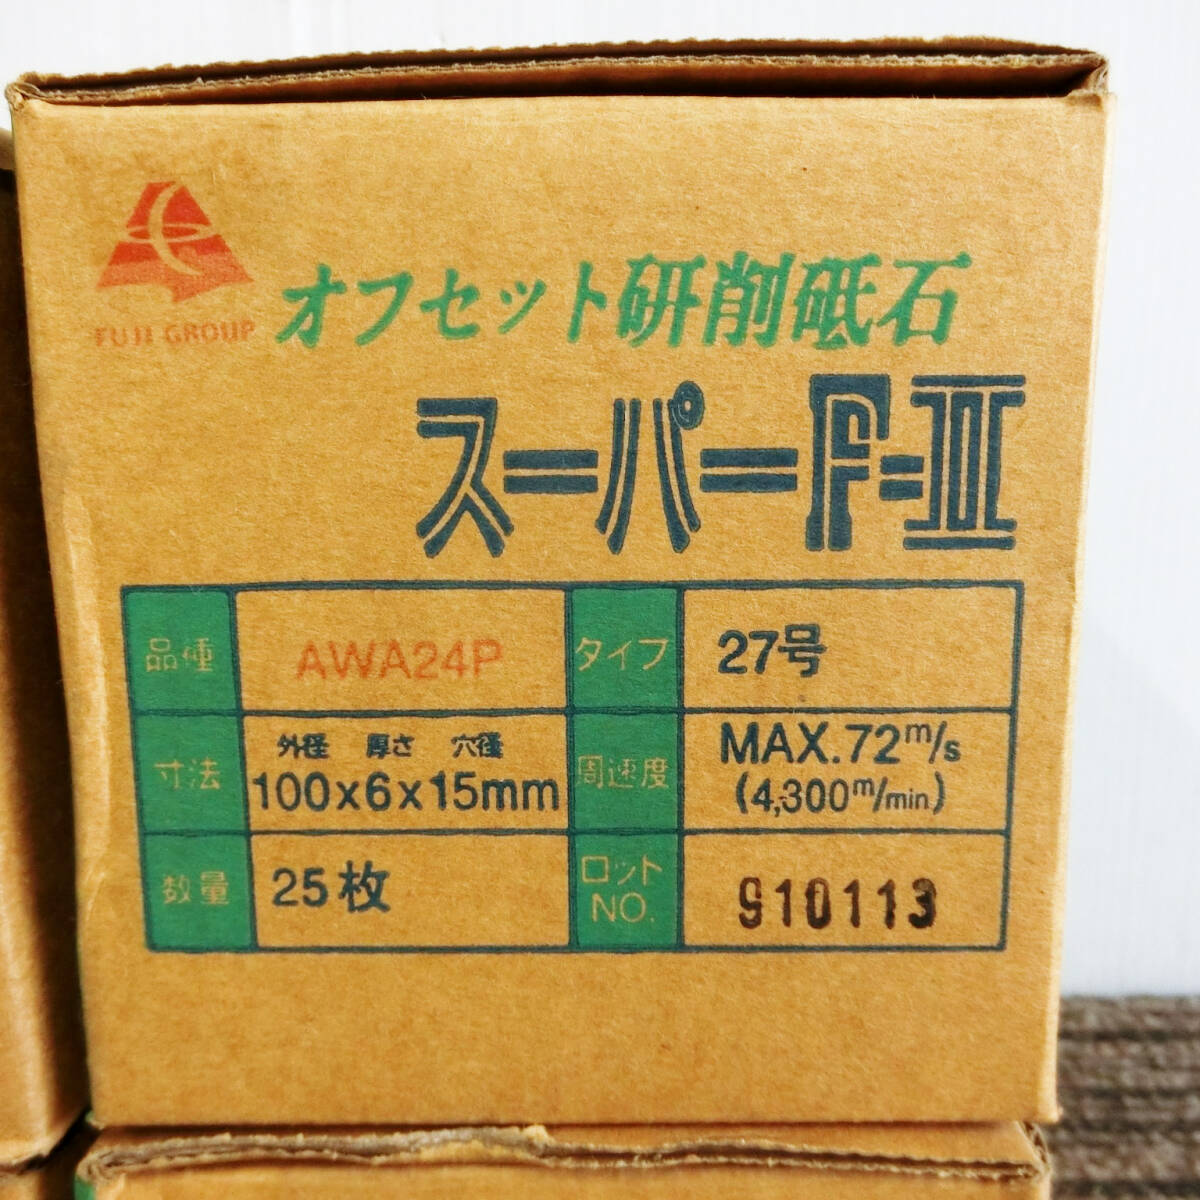 FUJI GROUP
オフセット研削砥石
スーパーF-II
品種 AWA24P タイプ 27号
寸法 外径 厚さ 穴径 100x6x15mm 周速度 MAX.72m/s (4,300m/min)
数量 25枚 ロットNO. 910113